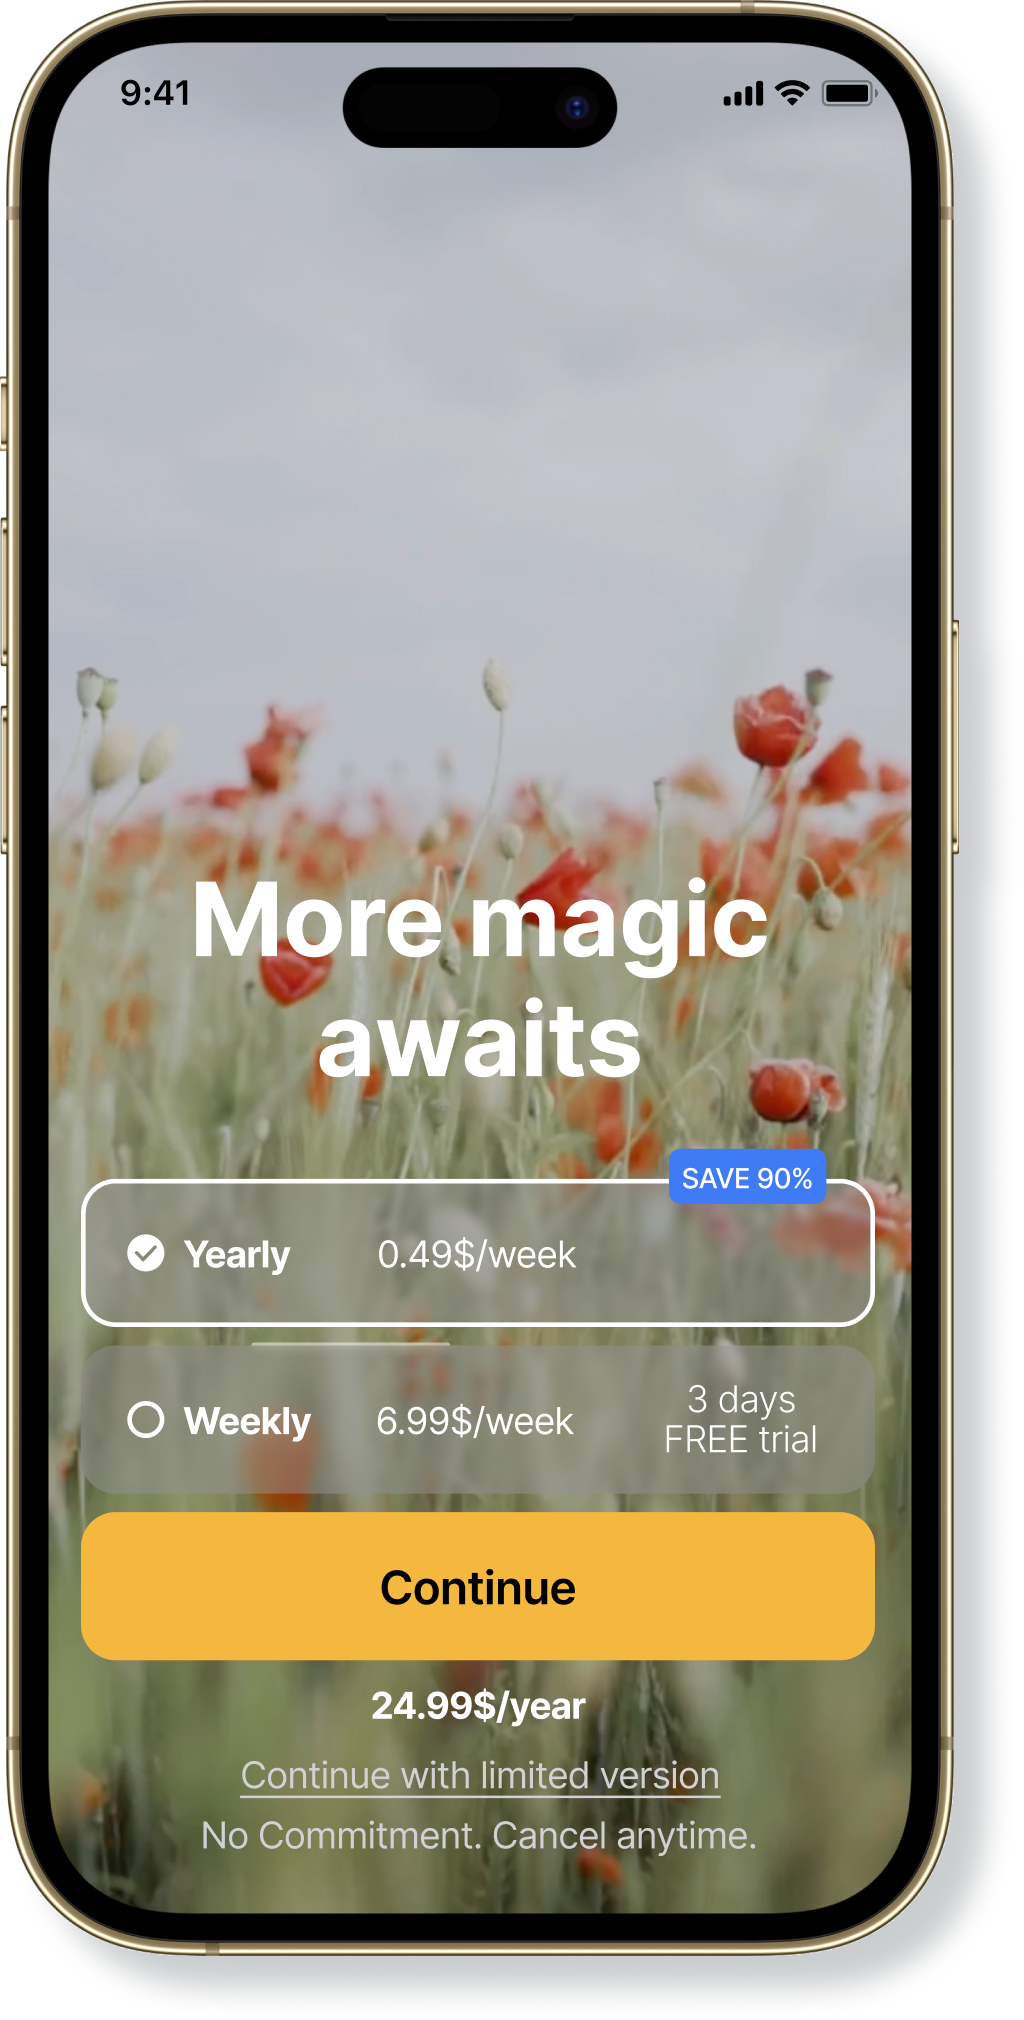 9:41
More magic
awaits
SAVE 90%
Yearly 0.49$/week
Weekly 6.99$/week 3 days
FREE trial
Continue
24.99$/year
Continue with limited version
No Commitment. Cancel anytime.